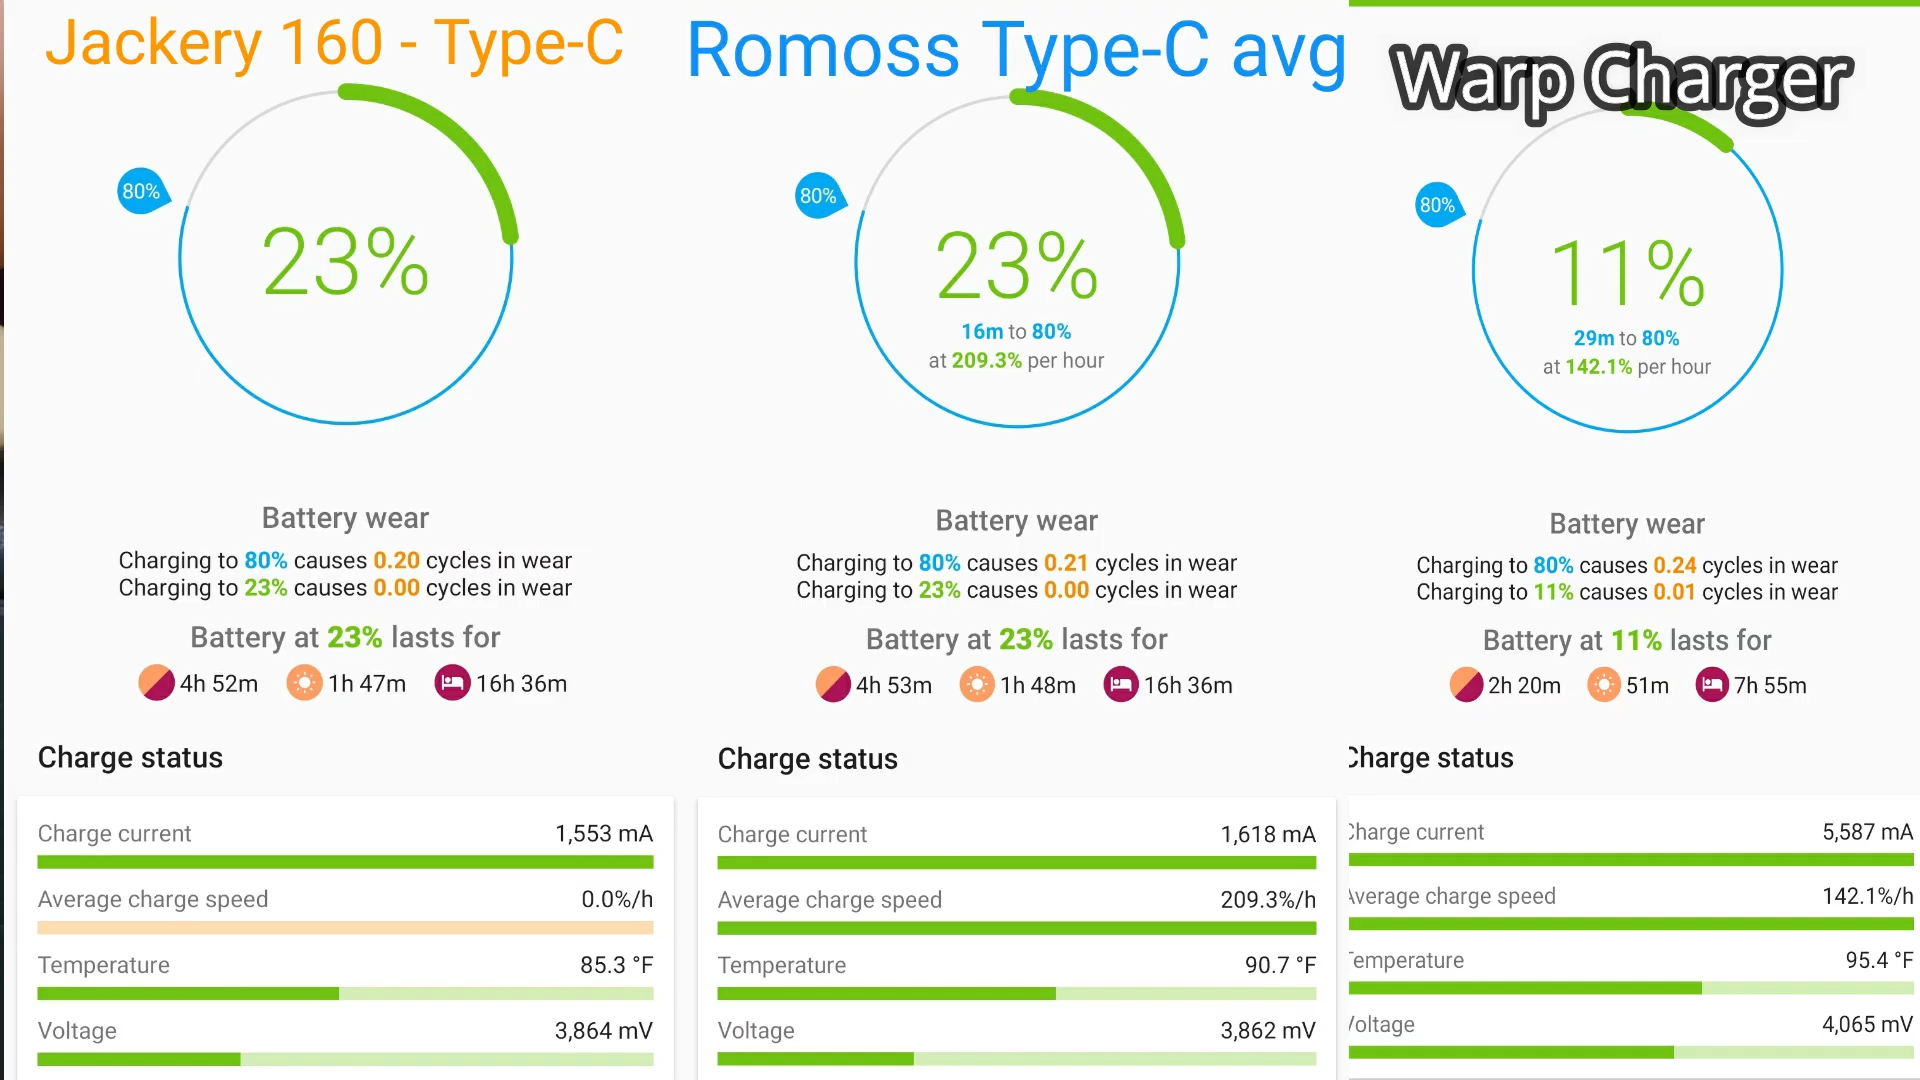 Jackery 160 - Type-C
80%
23%
Battery wear
Charging to 80% causes 0.20 cycles in wear
Charging to 23% causes 0.00 cycles in wear
Battery at 23% lasts for
4h 52m 1h 47m 16h 36m
Charge status
Charge current 1,553 mA
Average charge speed 0.0%/h
Temperature 85.3 °F
Voltage 3,864 mV
Romoss Type-C avg
80%
23%
16m to 80%
at 209.3% per hour
Battery wear
Charging to 80% causes 0.21 cycles in wear
Charging to 23% causes 0.00 cycles in wear
Battery at 23% lasts for
4h 53m 1h 48m 16h 36m
Charge status
Charge current 1,618 mA
Average charge speed 209.3%/h
Temperature 90.7 °F
Voltage 3,862 mV
Warp Charger
80%
11%
29m to 80%
at 142.1% per hour
Battery wear
Charging to 80% causes 0.24 cycles in wear
Charging to 11% causes 0.01 cycles in wear
Battery at 11% lasts for
2h 20m 51m 7h 55m
Charge status
Charge current 5,587 mA
Average charge speed 142.1%/h
Temperature 95.4 °F
Voltage 4,065 mV